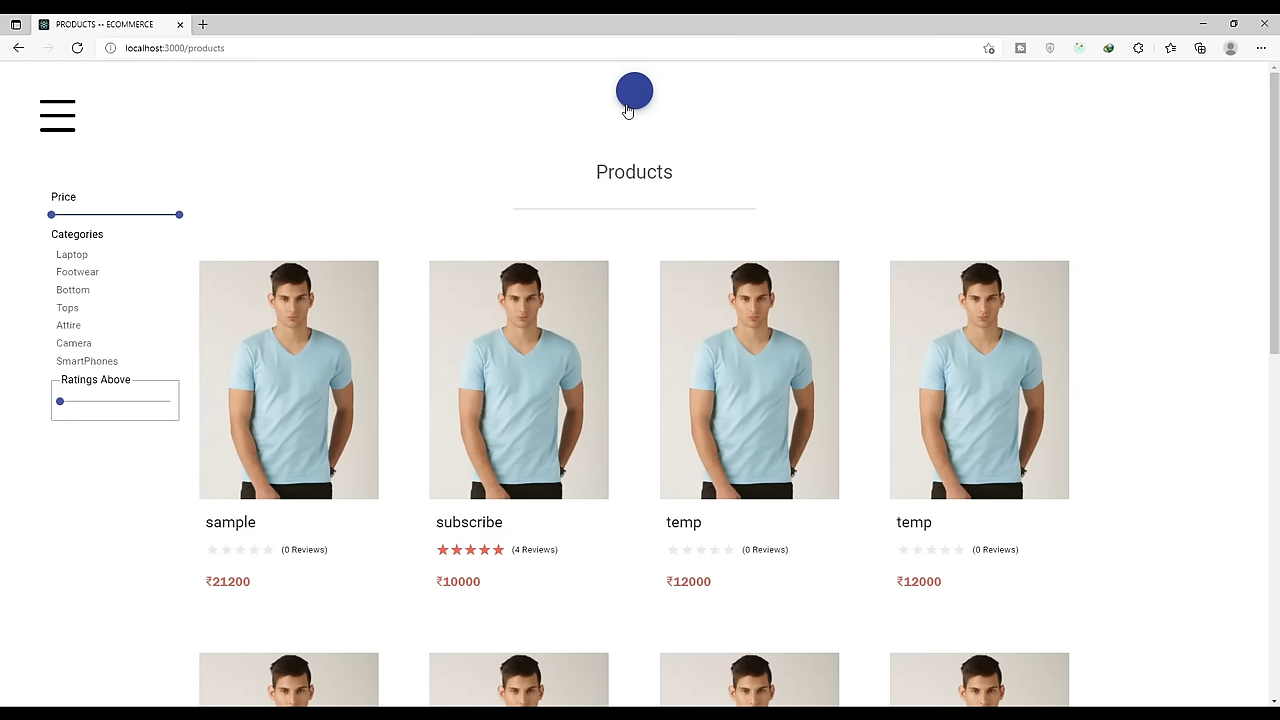 PRODUCTS -- ECOMMERCE
localhost:3000/products
Products
Price
Categories
Laptop
Footwear
Bottom
Tops
Attire
Camera
SmartPhones
Ratings Above
sample
(0 Reviews)
₹21200
subscribe
(4 Reviews)
₹10000
temp
(0 Reviews)
₹12000
temp
(0 Reviews)
₹12000